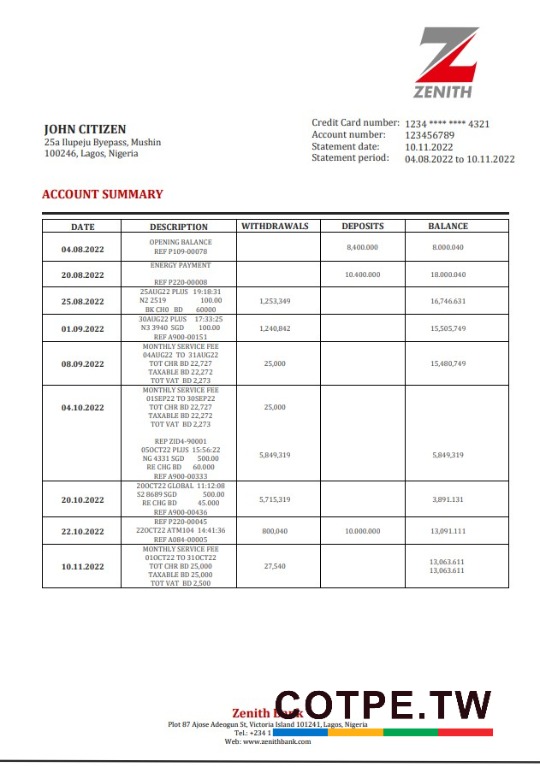 ZENITH
JOHN CITIZEN
25a Ilupeju Byepass, Mushin
100246, Lagos, Nigeria
Credit Card number: 1234 **** **** 4321
Account number: 123456789
Statement date: 10.11.2022
Statement period: 04.08.2022 to 10.11.2022
ACCOUNT SUMMARY
DATE DESCRIPTION WITHDRAWALS DEPOSITS BALANCE
OPENING BALANCE
04.08.2022 8,400.000 8.000.040
REF P109-00078
ENERGY PAYMENT
20.08.2022 10.400.000 18.000.040
REF P220-00008
25AUG22 PLUS 19:18:31
25.08.2022 N2 2519 100.00 1,253,349 16,746.631
BK CHO BD 60000
30AUG22 PLUS 17:33:25
01.09.2022 N3 3940 SGD 100.00 1,240,842 15,505,749
REF A900-00151
MONTHLY SERVICE FEE
04AUG22 TO 31AUG22
08.09.2022 TOT CHR BD 22,727 25,000 15,480,749
TAXABLE BD 22,272
TOT VAT BD 2,273
MONTHLY SERVICE FEE
01SEP22 TO 30SEP22
04.10.2022 TOT CHR BD 22,727 25,000
TAXABLE BD 22,272
TOT VAT BD 2,273
REP ZID4-90001
05OCT22 PLUS 15:56:22
NG 4331 SGD 500.00 5,849,319 5,849,319
RE CHG BD 60.000
REF A900-00333
20OCT22 GLOBAL 11:12:08
20.10.2022 S2 8689 SGD 500.00 5,715,319 3,891.131
RE CHG BD 45.000
REF A900-00436
REF P220-00045
22.10.2022 22OCT22 ATM104 14:41:36 800,040 10.000.000 13,091.111
REF A084-00005
MONTHLY SERVICE FEE
01OCT22 TO 31OCT22 13,063.611
10.11.2022 TOT CHR BD 25,000 27,540 13,063.611
TAXABLE BD 25,000
TOT VAT BD 2,500
Zenith Bank
COTPE.TW
Plot 87 Ajose Adeogun St, Victoria Island 101241, Lagos, Nigeria
Tel.: +234 1
Web: www.zenithbank.com